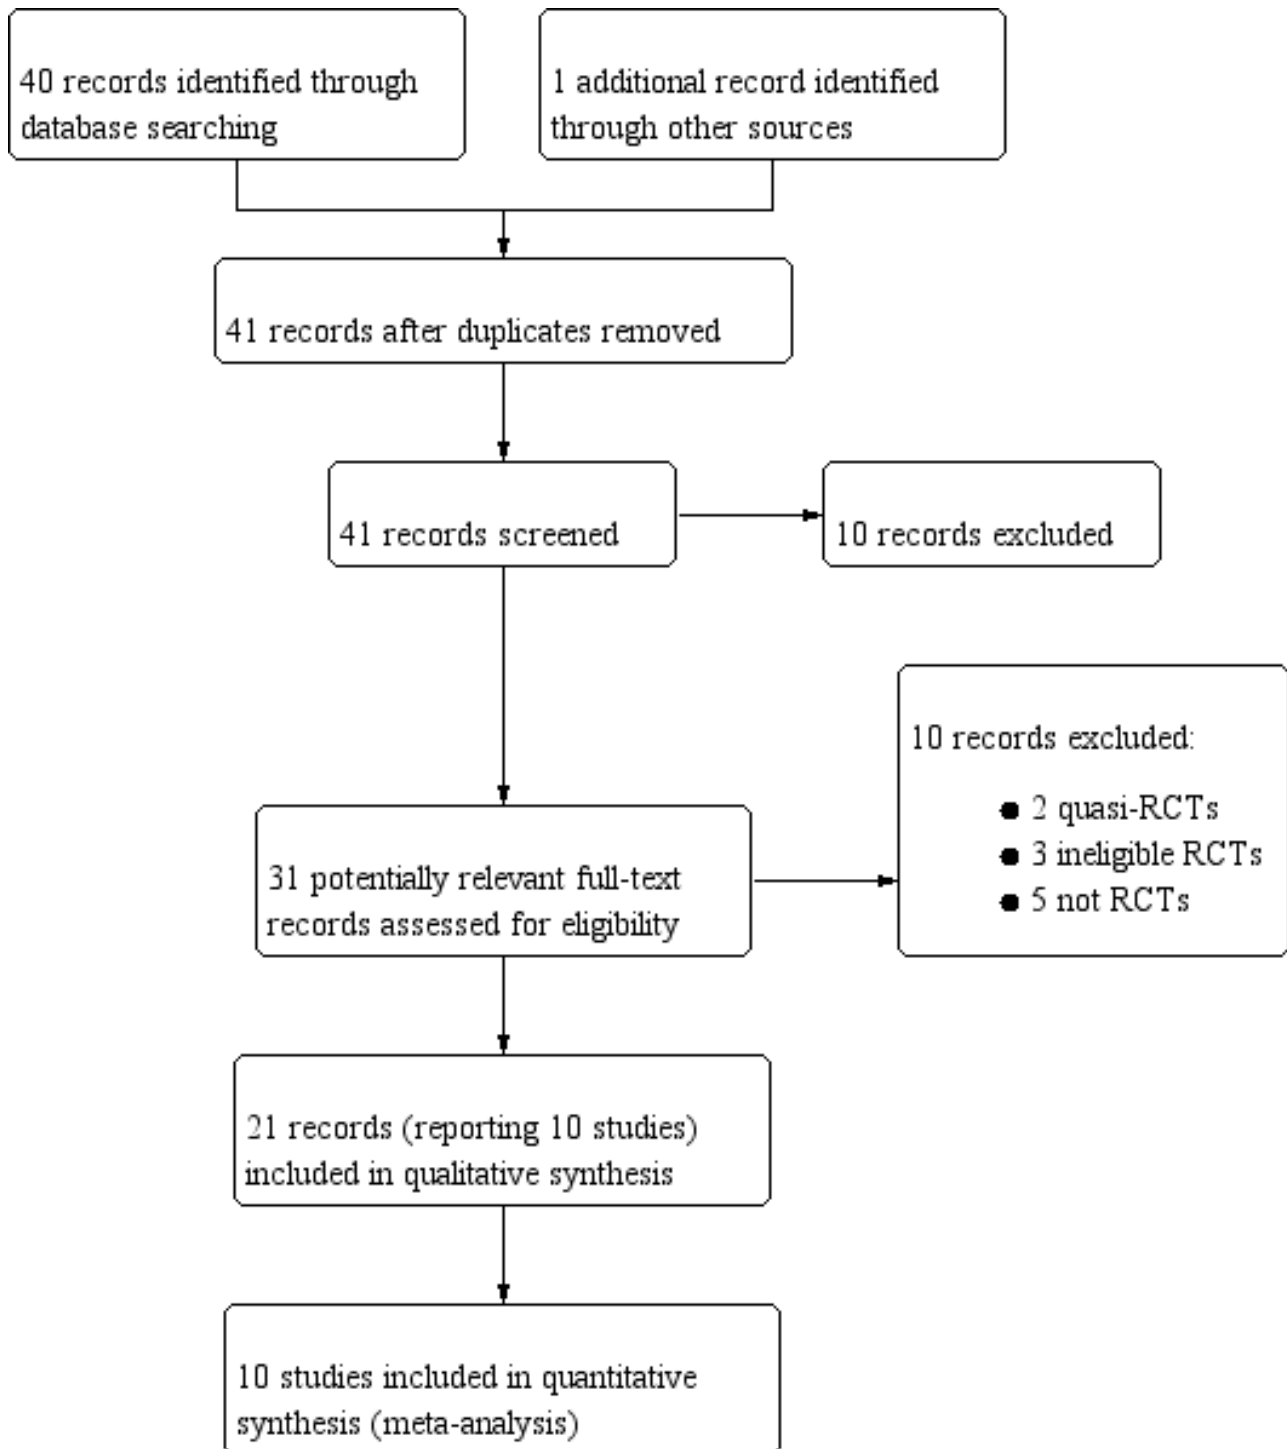 40 records identified through
database searching
1 additional record identified
through other sources
41 records after duplicates removed
41 records screened
10 records excluded
10 records excluded:
● 2 quasi-RCTs
● 3 ineligible RCTs
● 5 not RCTs
31 potentially relevant full-text
records assessed for eligibility
21 records (reporting 10 studies)
included in qualitative synthesis
10 studies included in quantitative
synthesis (meta-analysis)